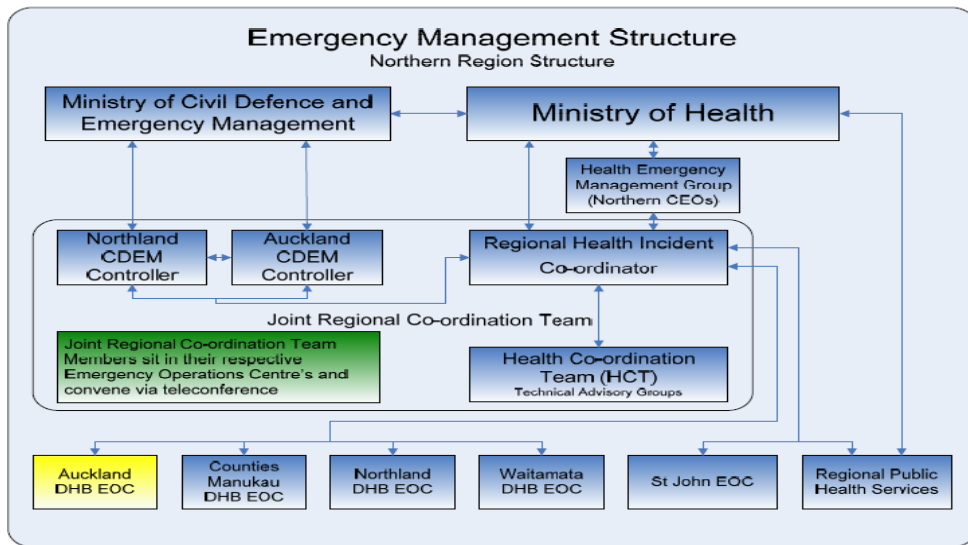 Emergency Management Structure
Northern Region Structure
Ministry of Civil Defence and
Emergency Management
Ministry of Health
Health Emergency
Management Group
(Northern CEOs)
Northland
CDEM
Controller
Auckland
CDEM
Controller
Regional Health Incident
Co-ordinator
Joint Regional Co-ordination Team
Joint Regional Co-ordination Team
Members sit in their respective
Emergency Operations Centre's and
convene via teleconference
Health Co-ordination
Team (HCT)
Technical Advisory Groups
Auckland
DHB EOC
Counties
Manukau
DHB EOC
Northland
DHB EOC
Waitamata
DHB EOC
St John EOC
Regional Public
Health Services